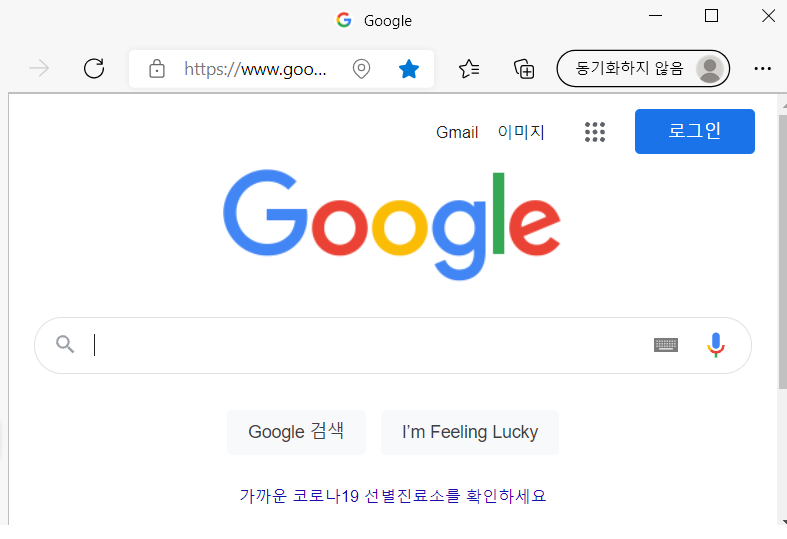 Google
https://www.goo...
동기화하지 않음
Gmail 이미지
로그인
Google
Google 검색
I'm Feeling Lucky
가까운 코로나19 선별진료소를 확인하세요